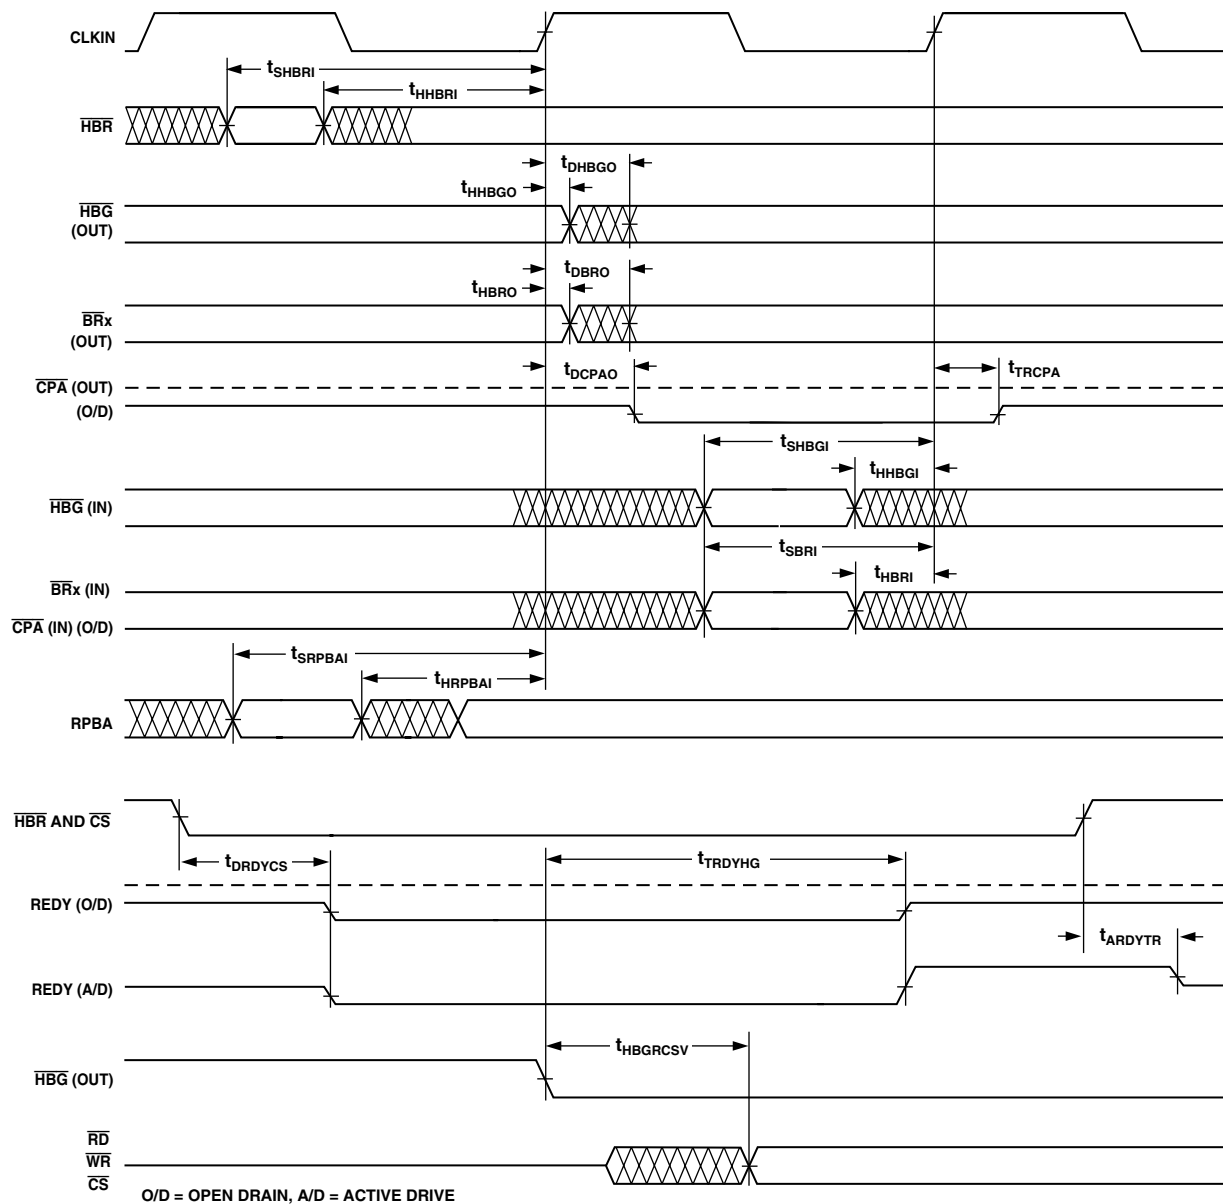 CLKIN
tSHBRI
tHHBRI
HBR
tDHBGO
tHHBGO
HBG
(OUT)
tDBRO
tHBRO
BRx
(OUT)
tDCPAO
tTRCPA
CPA (OUT)
(O/D)
tSHBGI
tHHBGI
HBG (IN)
tSBRI
tHBRI
BRx (IN)
CPA (IN) (O/D)
tSRPBAI
tHRPBAI
RPBA
HBR AND CS
tDRDYCS
tTRDYHG
REDY (O/D)
tARDYTR
REDY (A/D)
tHBGRCSV
HBG (OUT)
RD
WR
CS
O/D = OPEN DRAIN, A/D = ACTIVE DRIVE